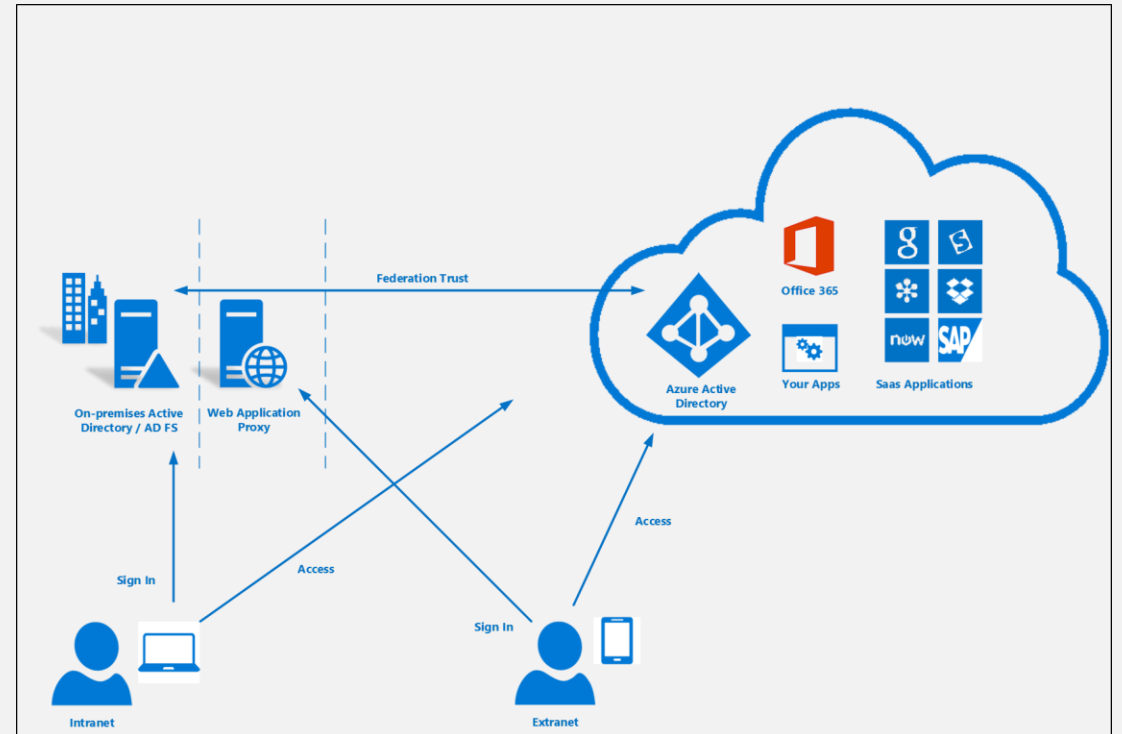 Federation Trust
Office 365
g
S
now
SAP
Azure Active
Directory
Your Apps
Saas Applications
On-premises Active
Directory / AD FS
Web Application
Proxy
Access
Sign In
Access
Sign In
Intranet
Extranet